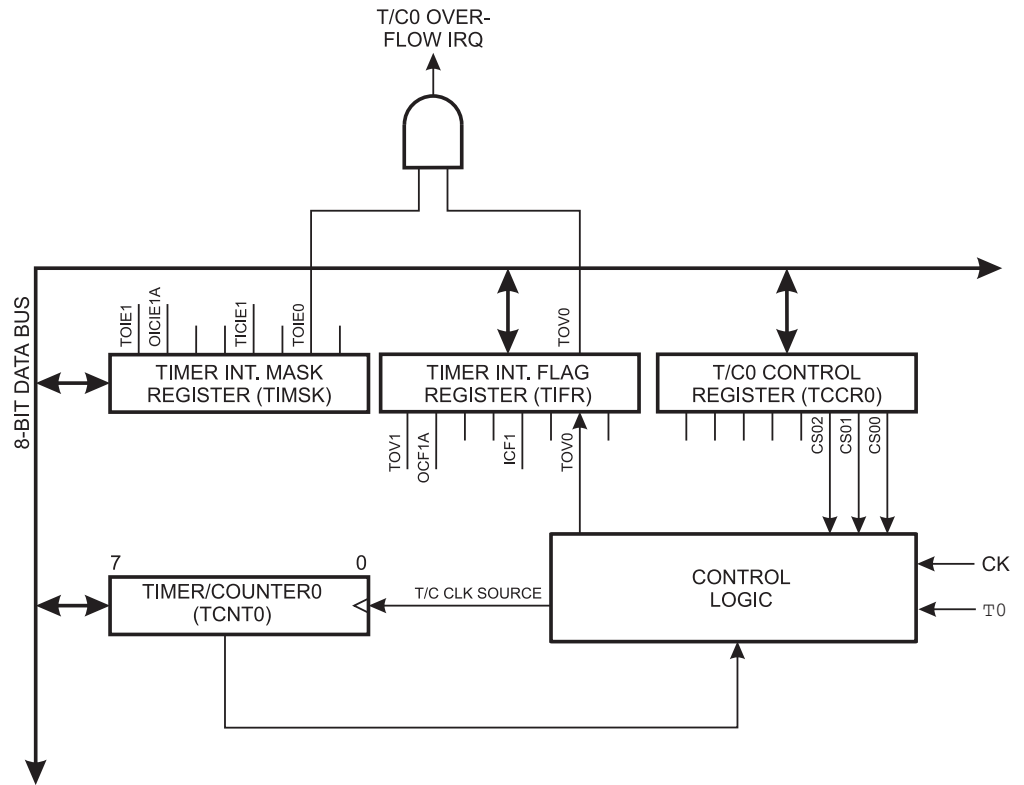 T/C0 OVER-
FLOW IRQ
8-BIT DATA BUS
TOIE1
OICIE1A
TICIE1
TOIE0
TOV0
TIMER INT. MASK
REGISTER (TIMSK)
TIMER INT. FLAG
REGISTER (TIFR)
T/C0 CONTROL
REGISTER (TCCR0)
TOV1
OCF1A
ICF1
TOV0
CS02
CS01
CS00
7
0
TIMER/COUNTER0
(TCNT0)
T/C CLK SOURCE
CONTROL
LOGIC
CK
T0